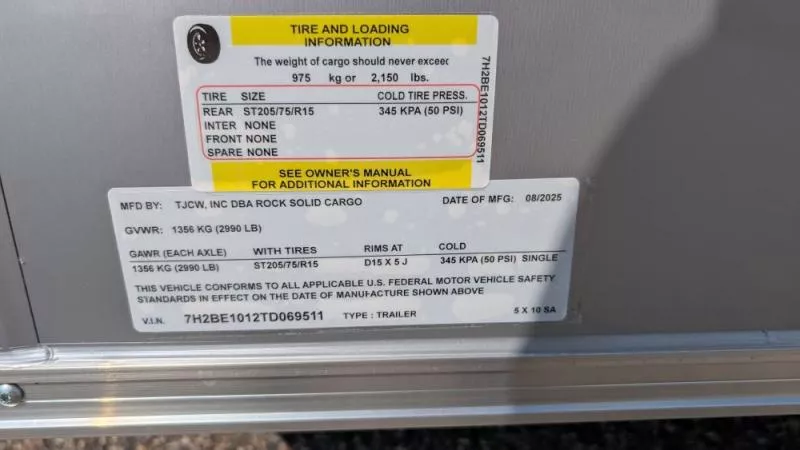 TIRE AND LOADING
INFORMATION
The weight of cargo should never exceed
975 kg or 2,150 lbs.
TIRE SIZE COLD TIRE PRESS.
REAR ST205/75/R15 345 KPA (50 PSI)
INTER NONE
FRONT NONE
SPARE NONE
SEE OWNER'S MANUAL
FOR ADDITIONAL INFORMATION
7H2BE1012TD069511
MFD BY: TJCW, INC DBA ROCK SOLID CARGO DATE OF MFG: 08/2025
GVWR: 1356 KG (2990 LB)
GAWR (EACH AXLE) WITH TIRES RIMS AT COLD
1356 KG (2990 LB) ST205/75/R15 D15 X 5 J 345 KPA (50 PSI) SINGLE
THIS VEHICLE CONFORMS TO ALL APPLICABLE U.S. FEDERAL MOTOR VEHICLE SAFETY
STANDARDS IN EFFECT ON THE DATE OF MANUFACTURE SHOWN ABOVE
V.I.N. 7H2BE1012TD069511 TYPE : TRAILER 5 X 10 SA